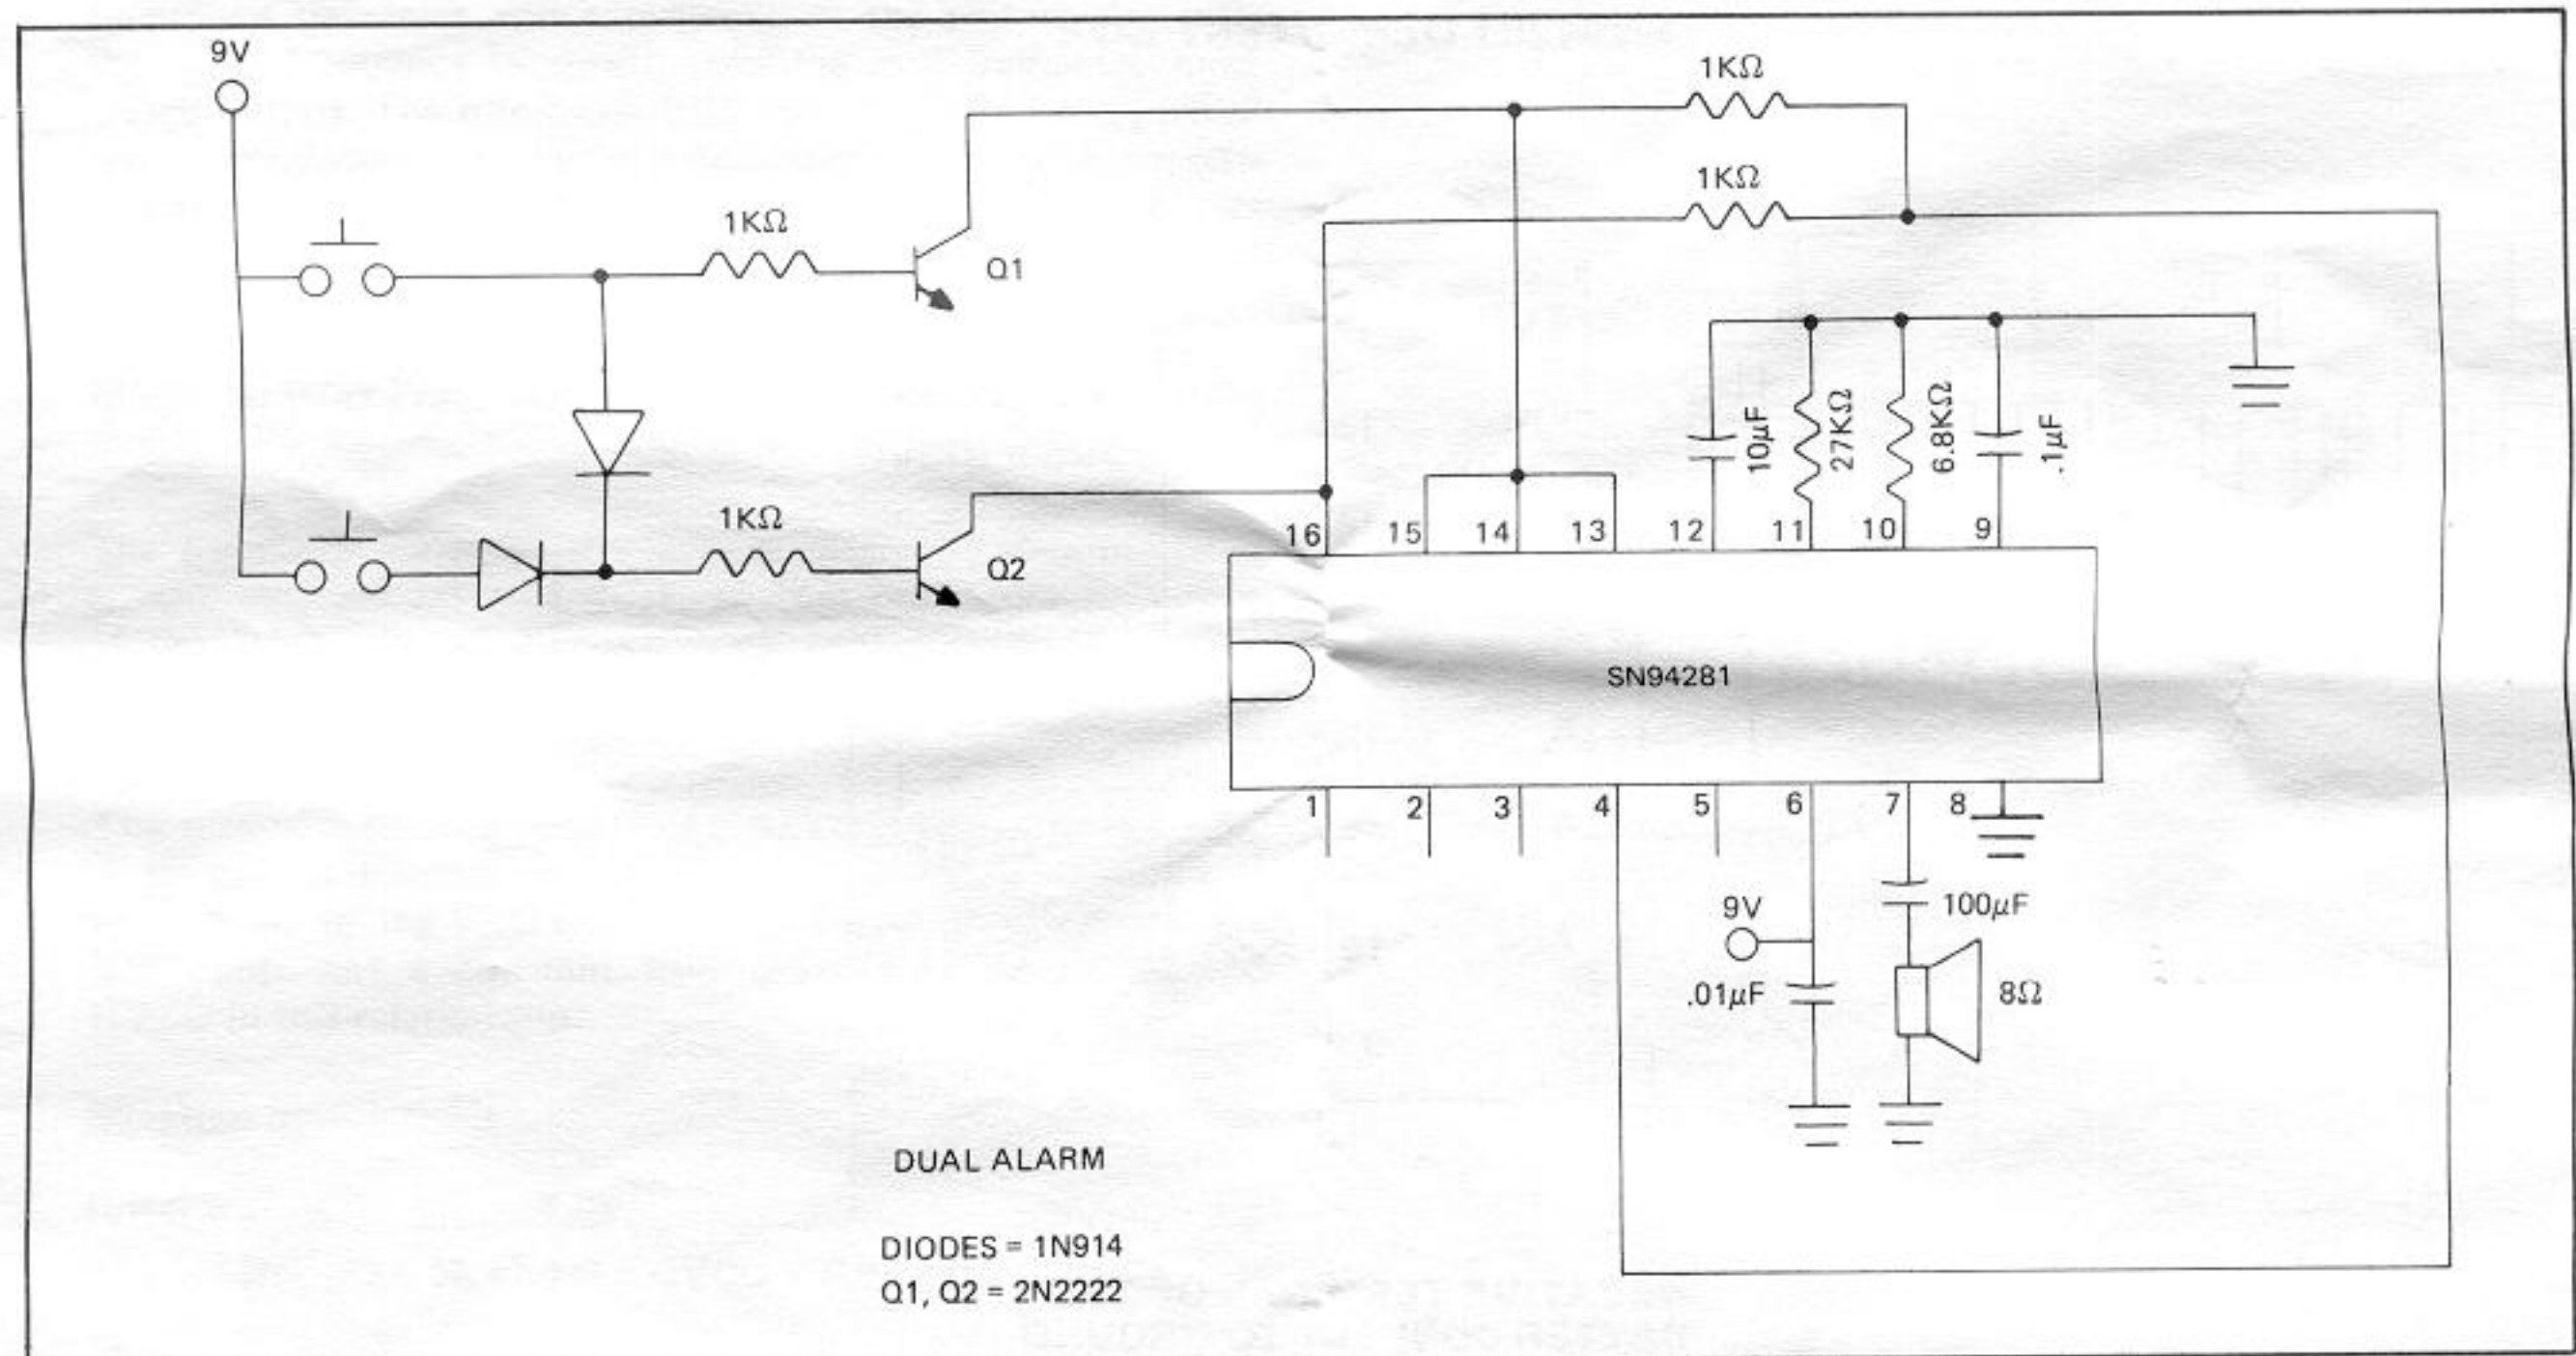 9V
1KΩ
1KΩ
1KΩ
Q1
1KΩ
Q2
10μF
27KΩ
6.8KΩ
.1μF
16 15 14 13 12 11 10 9
SN94281
1 2 3 4 5 6 7 8
9V
100μF
.01μF
8Ω
DUAL ALARM
DIODES = 1N914
Q1, Q2 = 2N2222